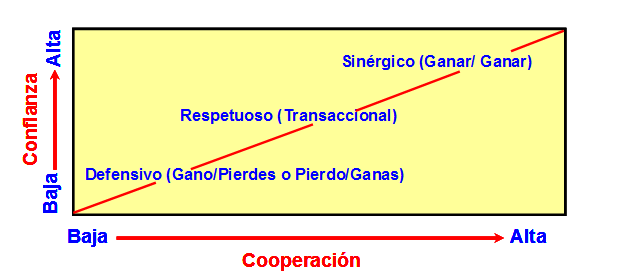 Alta
Sinérgico (Ganar/ Ganar)
Confianza
Respetuoso (Transaccional)
Defensivo (Gano/Pierdes o Pierdo/Ganas)
Baja
Baja
Alta
Cooperación